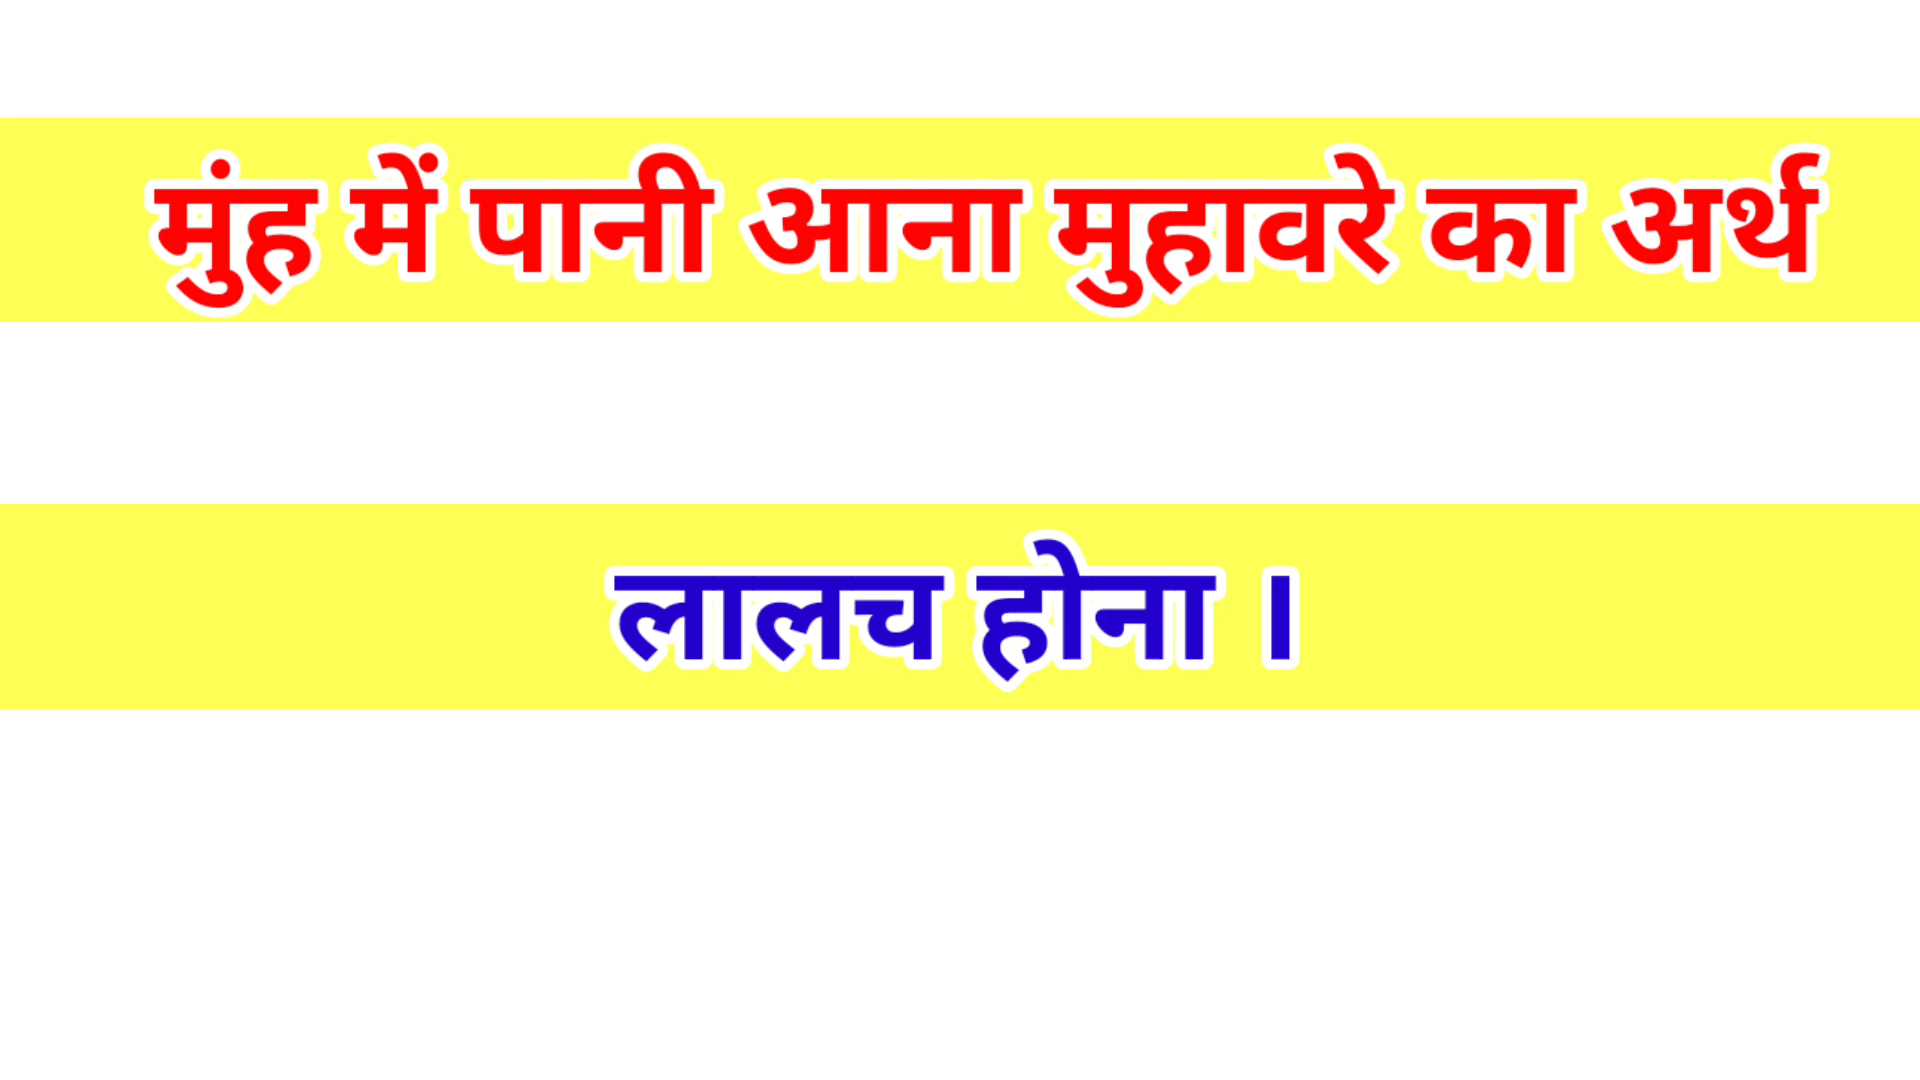 मुंह में पानी आना मुहावरे का अर्थ
लालच होना ।